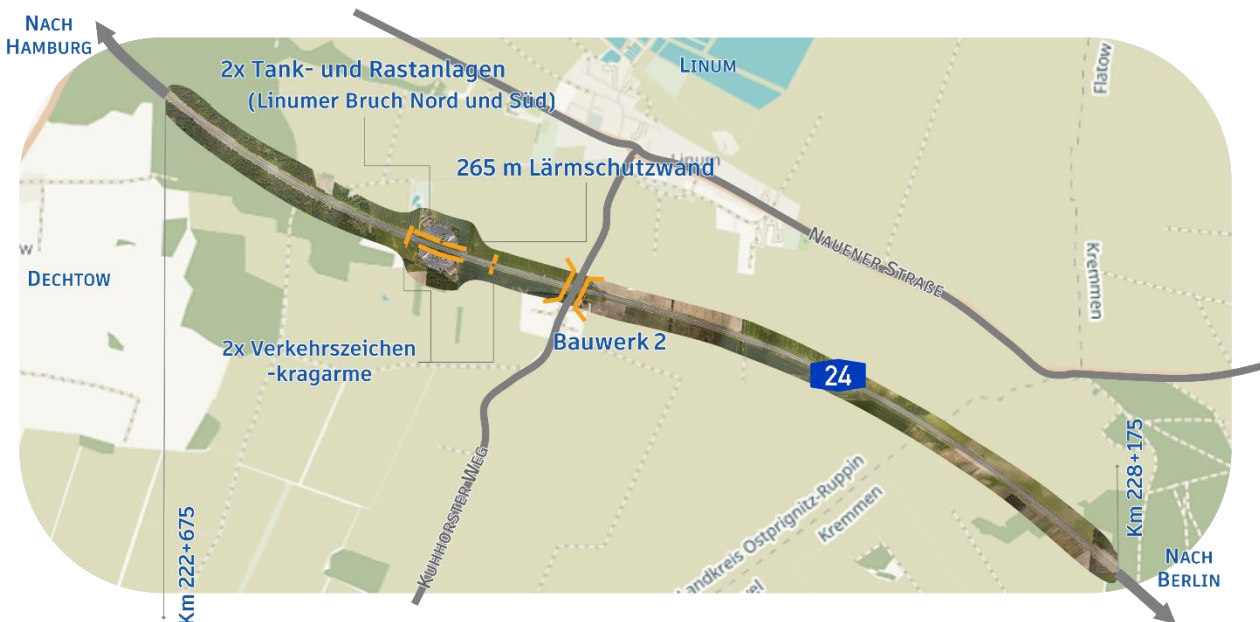 NACH
HAMBURG
2x Tank- und Rastanlagen
(Linumer Bruch Nord und Süd)
LINUM
Flatow
265 m Lärmschutzwand
Linum
NAUENER STRAßE
Kremmen
w
DECHTOW
2x Verkehrszeichen
-kragarme
Bauwerk 2
24
KUHHORSTER WEG
Km 222+675
Landkreis Ostprignitz-Ruppin
Kremmen
vel
Km 228+175
NACH
BERLIN